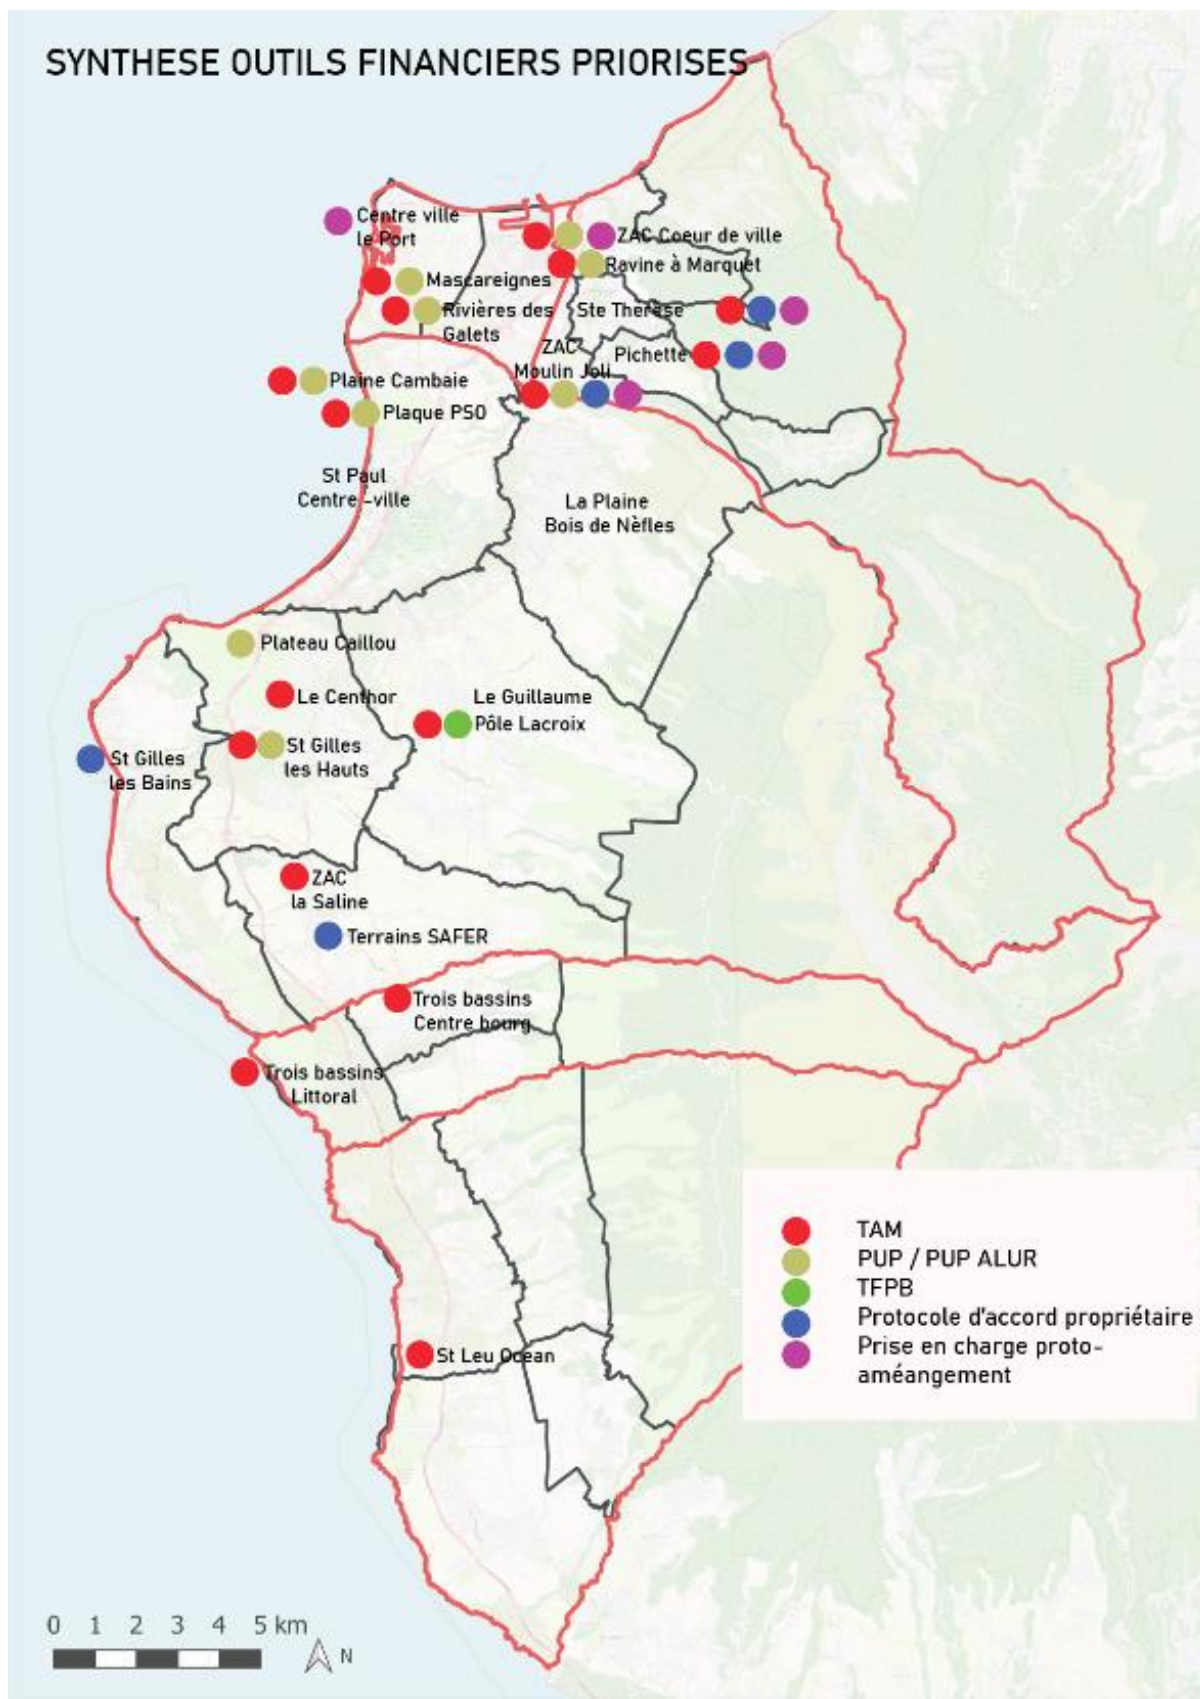 SYNTHESE OUTILS FINANCIERS PRIORISES
Centre ville
le Port
ZAC Coeur de ville
Ravine à Marquet
Mascareignes
Rivières des
Galets
Ste Therèse
ZAC
Moulin Joli
Pichette
Plaine Cambaie
Plaque PSO
St Paul
Centre -ville
La Plaine
Bois de Nèfles
Plateau Caillou
Le Centhor
Le Guillaume
Pôle Lacroix
St Gilles
les Hauts
St Gilles
les Bains
ZAC
la Saline
Terrains SAFER
Trois bassins
Centre bourg
Trois bassins
Littoral
St Leu Ocean
TAM
PUP / PUP ALUR
TFPB
Protocole d'accord propriétaire
Prise en charge proto-
améangement
0 1 2 3 4 5 km
N